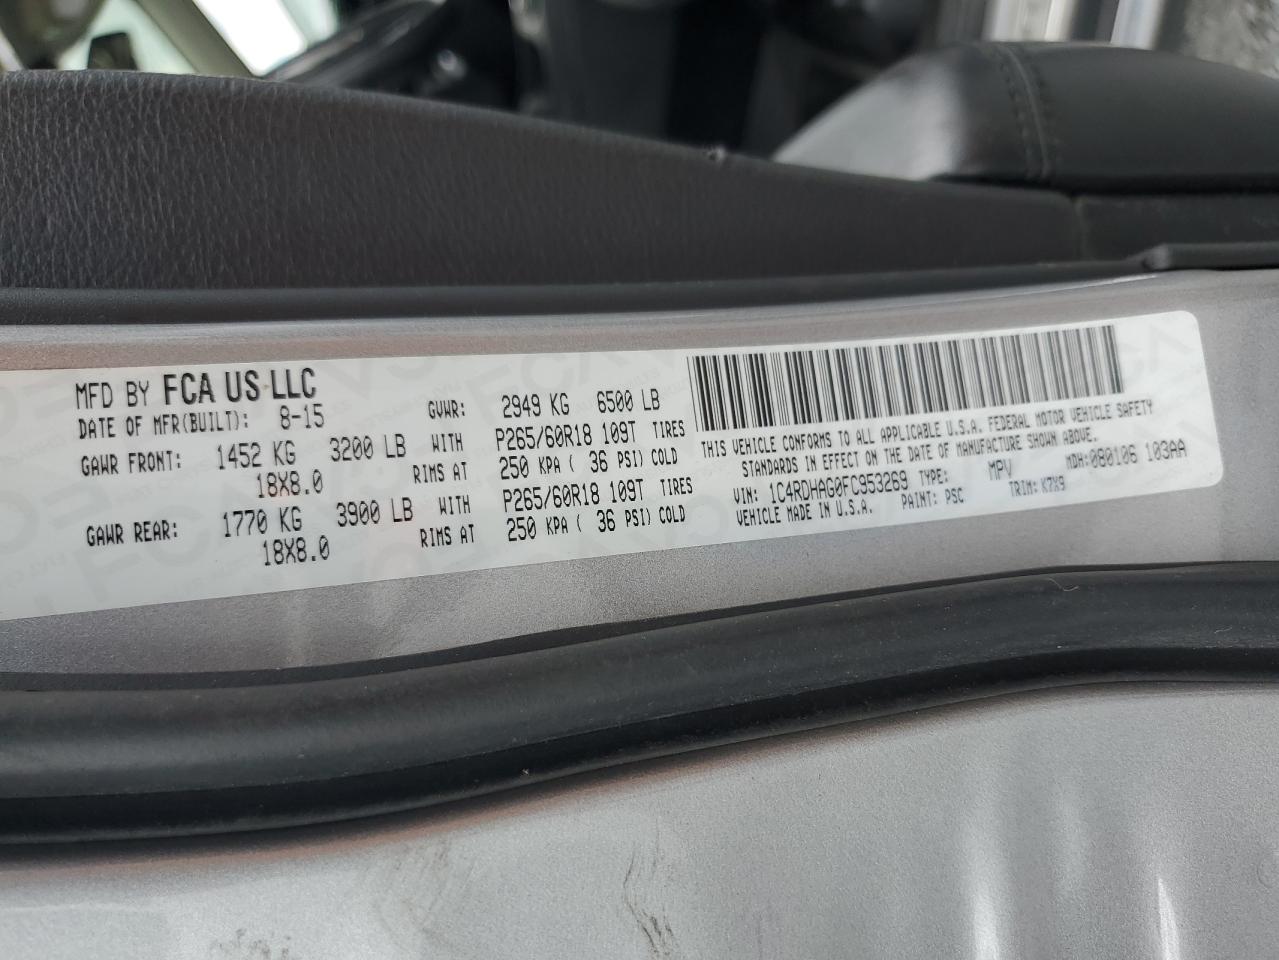 MFD BY FCA US LLC
DATE OF MFR(BUILT): 8-15 GVWR: 2949 KG 6500 LB
GAWR FRONT: 1452 KG 3200 LB WITH P265/60R18 109T TIRES
18X8.0 RIMS AT 250 KPA ( 36 PSI) COLD
GAWR REAR: 1770 KG 3900 LB WITH P265/60R18 109T TIRES
18X8.0 RIMS AT 250 KPA ( 36 PSI) COLD
THIS VEHICLE CONFORMS TO ALL APPLICABLE U.S.A. FEDERAL MOTOR VEHICLE SAFETY
STANDARDS IN EFFECT ON THE DATE OF MANUFACTURE SHOWN ABOVE.
VIN: 1C4RDHAG0FC953269 TYPE: MPV MDH:080106 103AA
VEHICLE MADE IN U.S.A. PAINT: PSC TRIM: K7X9